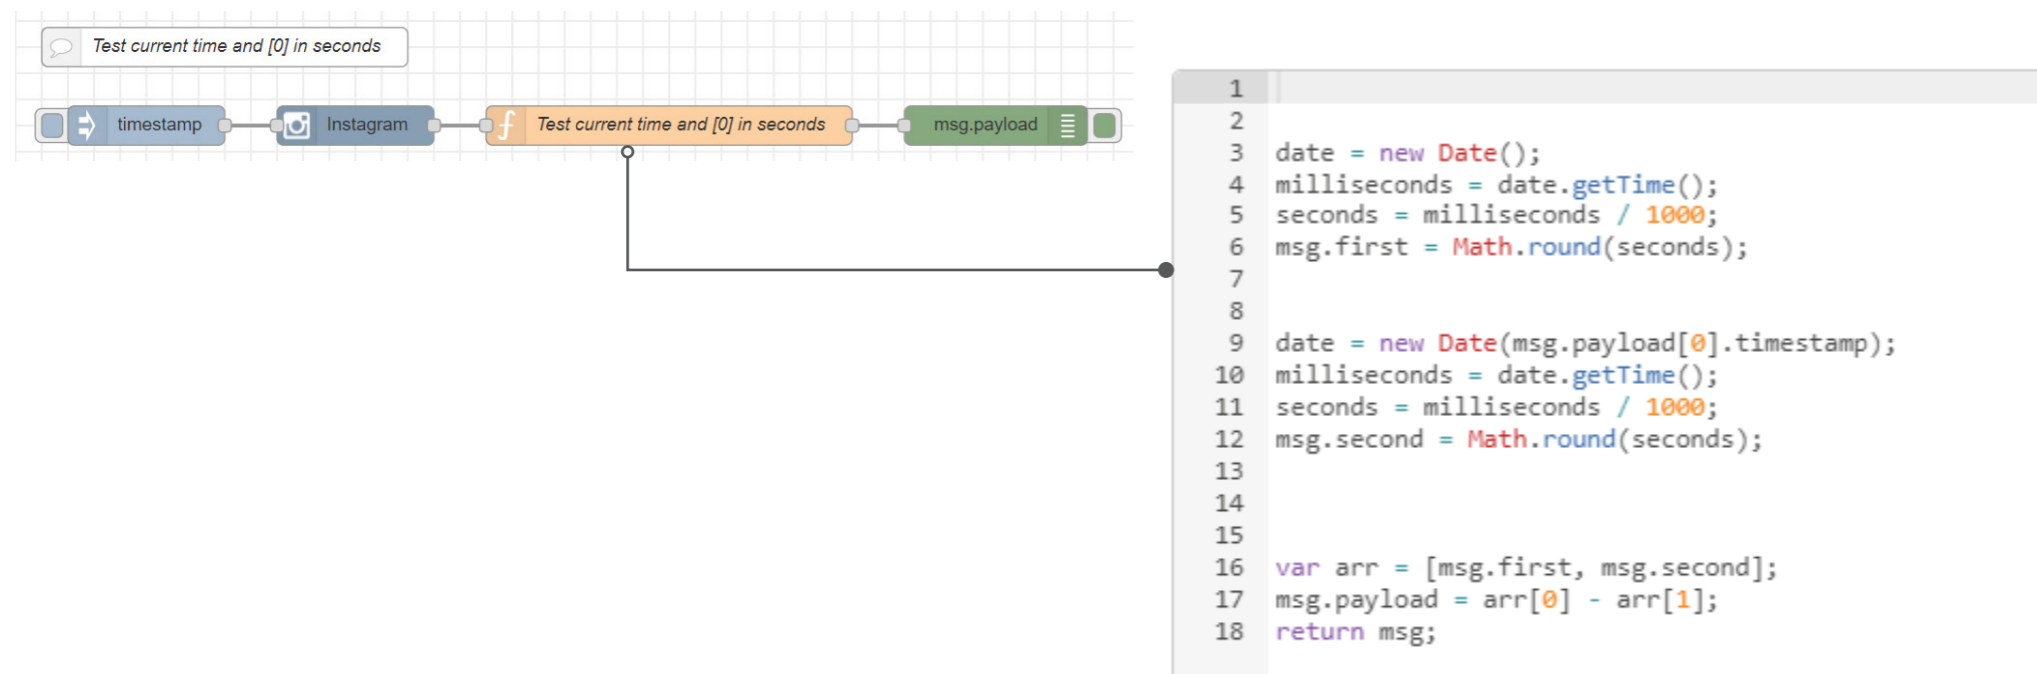 Test current time and [0] in seconds
timestamp
Instagram
Test current time and [0] in seconds
msg.payload
1
2
3 date = new Date();
4 milliseconds = date.getTime();
5 seconds = milliseconds / 1000;
6 msg.first = Math.round(seconds);
7
8
9 date = new Date(msg.payload[0].timestamp);
10 milliseconds = date.getTime();
11 seconds = milliseconds / 1000;
12 msg.second = Math.round(seconds);
13
14
15
16 var arr = [msg.first, msg.second];
17 msg.payload = arr[0] - arr[1];
18 return msg;